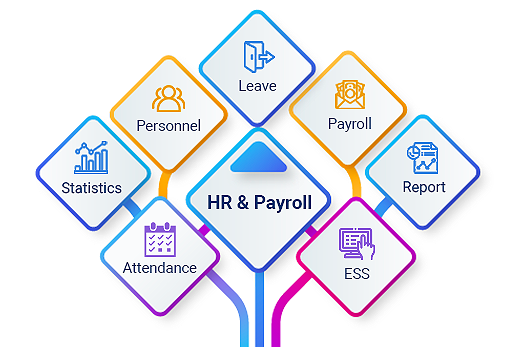 Leave
Personnel
Payroll
Statistics
HR & Payroll
Report
Attendance
ESS